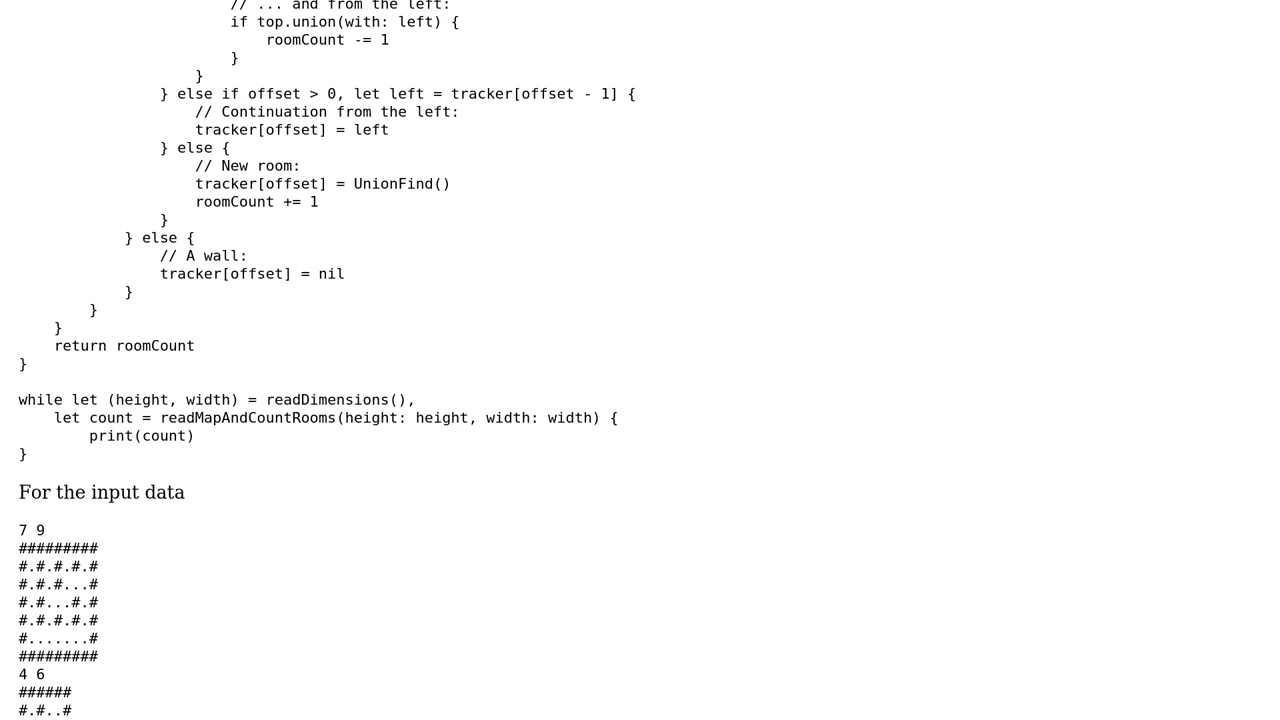 // ... and from the left:
                        if top.union(with: left) {
                            roomCount -= 1
                        }
                    }
                } else if offset > 0, let left = tracker[offset - 1] {
                    // Continuation from the left:
                    tracker[offset] = left
                } else {
                    // New room:
                    tracker[offset] = UnionFind()
                    roomCount += 1
                }
            } else {
                // A wall:
                tracker[offset] = nil
            }
        }
    }
    return roomCount
}

while let (height, width) = readDimensions(),
    let count = readMapAndCountRooms(height: height, width: width) {
        print(count)
}

For the input data

7 9
#########
#.#.#.#.#
#.#.#...#
#.#...#.#
#.#.#.#.#
#.......#
#########
4 6
######
#.#..#